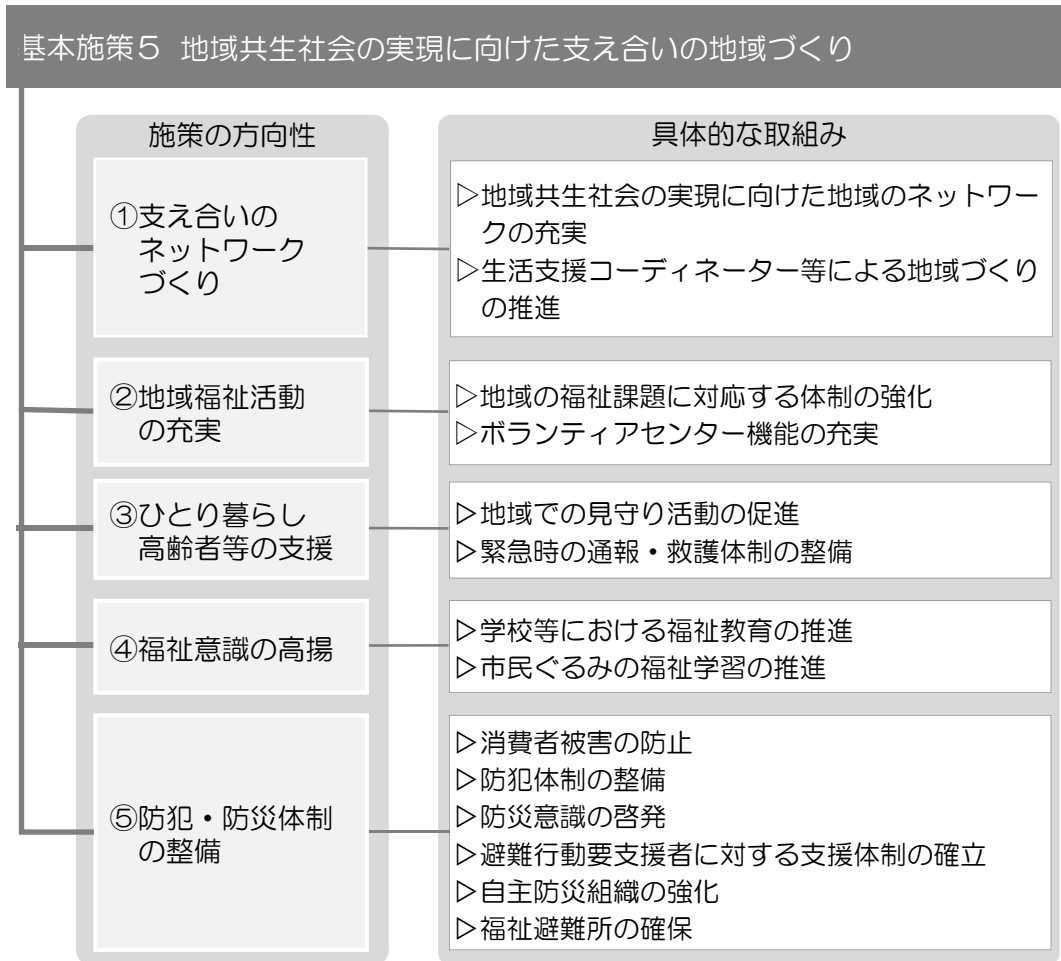 基本施策５ 地域共生社会の実現に向けた支え合いの地域づくり
施策の方向性
具体的な取組み
①支え合いの
ネットワーク
づくり
▷地域共生社会の実現に向けた地域のネットワー
クの充実
▷生活支援コーディネーター等による地域づくり
の推進
②地域福祉活動
の充実
▷地域の福祉課題に対応する体制の強化
▷ボランティアセンター機能の充実
③ひとり暮らし
高齢者等の支援
▷地域での見守り活動の促進
▷緊急時の通報・救護体制の整備
④福祉意識の高揚
▷学校等における福祉教育の推進
▷市民ぐるみの福祉学習の推進
⑤防犯・防災体制
の整備
▷消費者被害の防止
▷防犯体制の整備
▷防災意識の啓発
▷避難行動要支援者に対する支援体制の確立
▷自主防災組織の強化
▷福祉避難所の確保